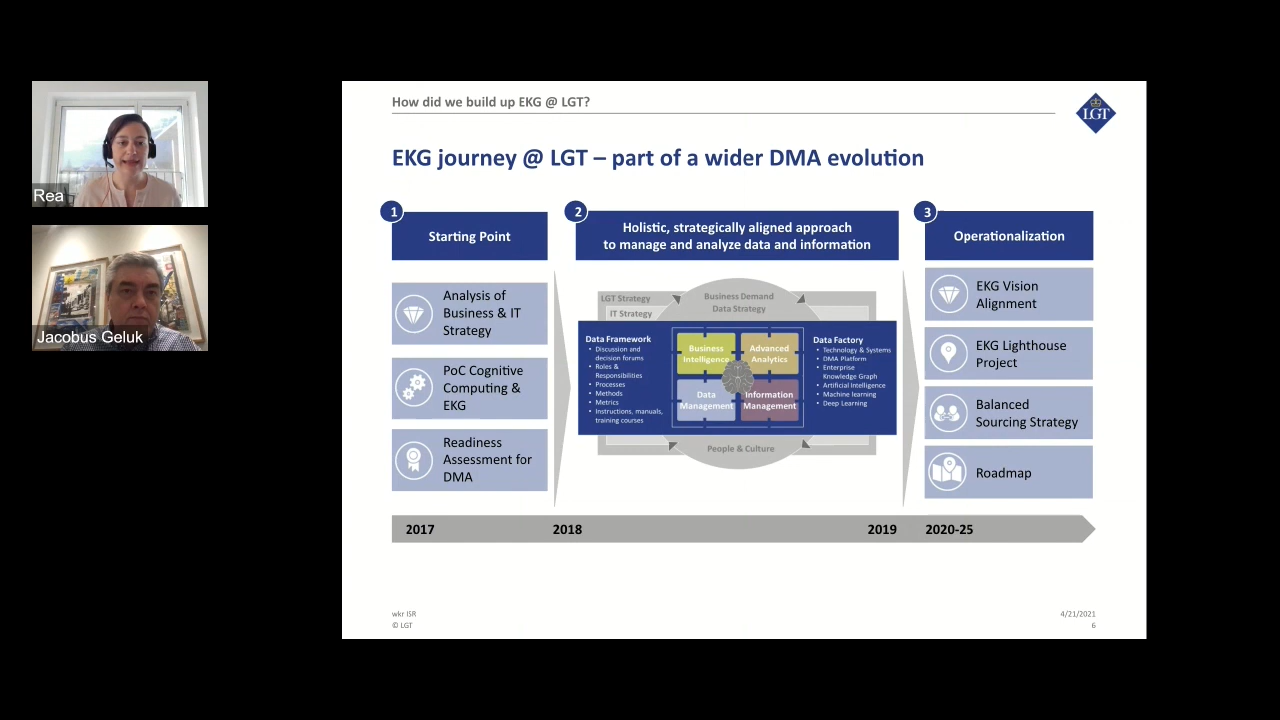 Rea
Jacobus Geluk
How did we build up EKG @ LGT?
LGT
EKG journey @ LGT – part of a wider DMA evolution
1
Starting Point
Analysis of
Business & IT
Strategy
PoC Cognitive
Computing &
EKG
Readiness
Assessment for
DMA
2
Holistic, strategically aligned approach
to manage and analyze data and information
LGT Strategy
IT Strategy
Business Demand
Data Strategy
Data Framework
• Discussion and
decision forums
• Roles &
Responsibilities
• Processes
• Methods
• Metrics
• Instructions, manuals,
training courses
Business
Intelligence
Advanced
Analytics
Data
Management
Information
Management
Data Factory
• Technology & Systems
• DMA Platform
• Enterprise
Knowledge Graph
• Artificial Intelligence
• Machine learning
• Deep Learning
People & Culture
3
Operationalization
EKG Vision
Alignment
EKG Lighthouse
Project
Balanced
Sourcing Strategy
Roadmap
2017
2018
2019
2020-25
wkr ISR
© LGT
4/21/2021
6